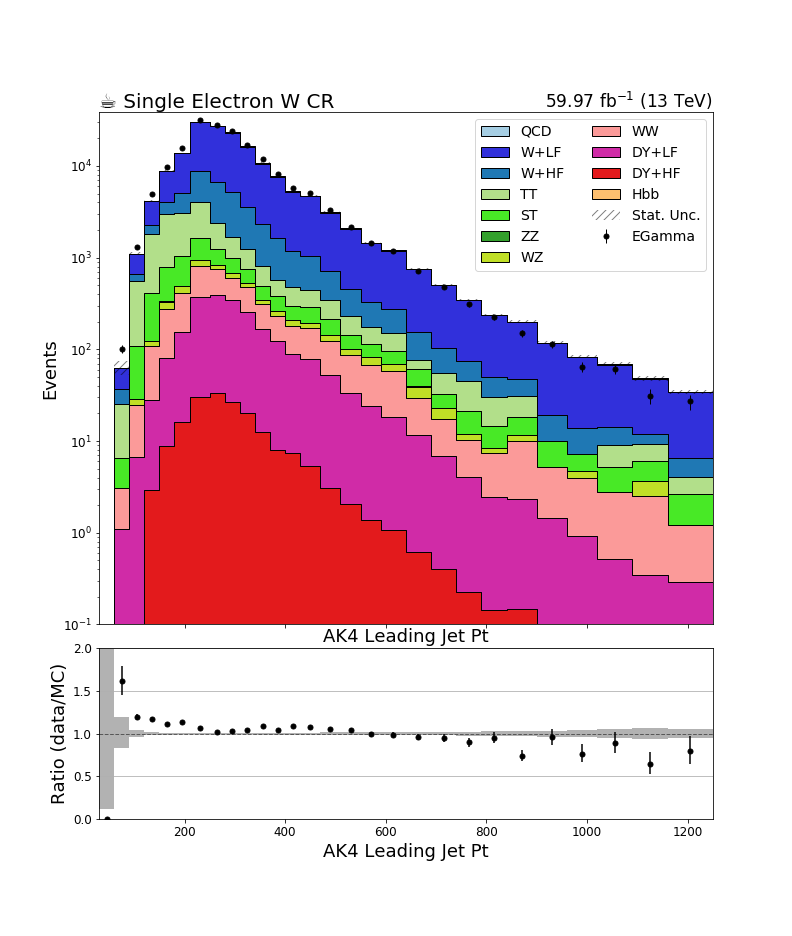 ☕ Single Electron W CR
59.97 fb⁻¹ (13 TeV)
QCD
W+LF
W+HF
TT
ST
ZZ
WZ
WW
DY+LF
DY+HF
Hbb
Stat. Unc.
EGamma
Events
10⁴
10³
10²
10¹
10⁰
10⁻¹
AK4 Leading Jet Pt
Ratio (data/MC)
2.0
1.5
1.0
0.5
0.0
200 400 600 800 1000 1200
AK4 Leading Jet Pt